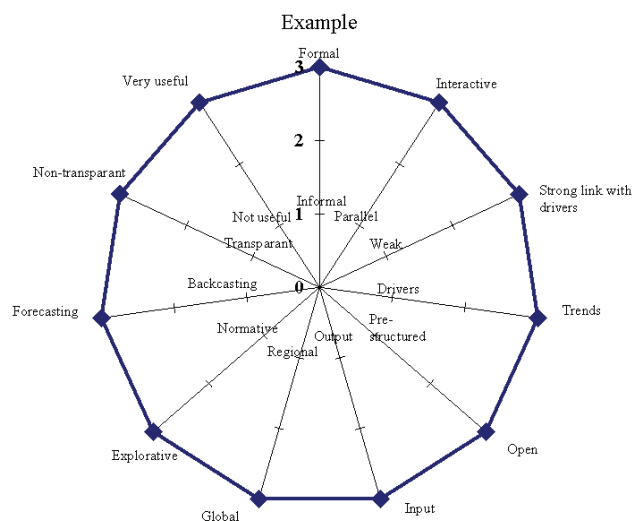 Example
Formal
3
Very useful
Interactive
2
Non-transparant
Strong link with
drivers
Informal
1
Not useful
Parallel
Transparant
Weak
Backcasting
0
Drivers
Forecasting
Trends
Normative
Pre-
structured
Output
Regional
Explorative
Open
Global
Input